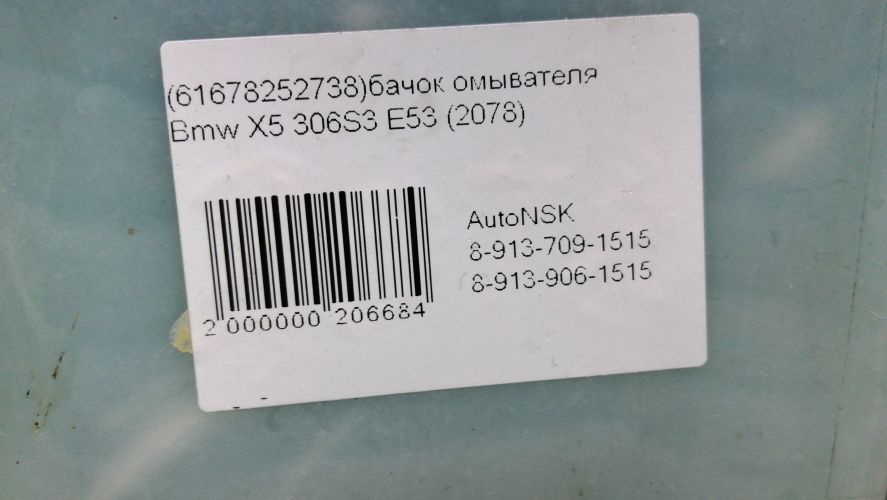 (61678252738)бачок омывателя
Bmw X5 306S3 E53 (2078)
AutoNSK
8-913-709-1515
8-913-906-1515
2 000000 206684